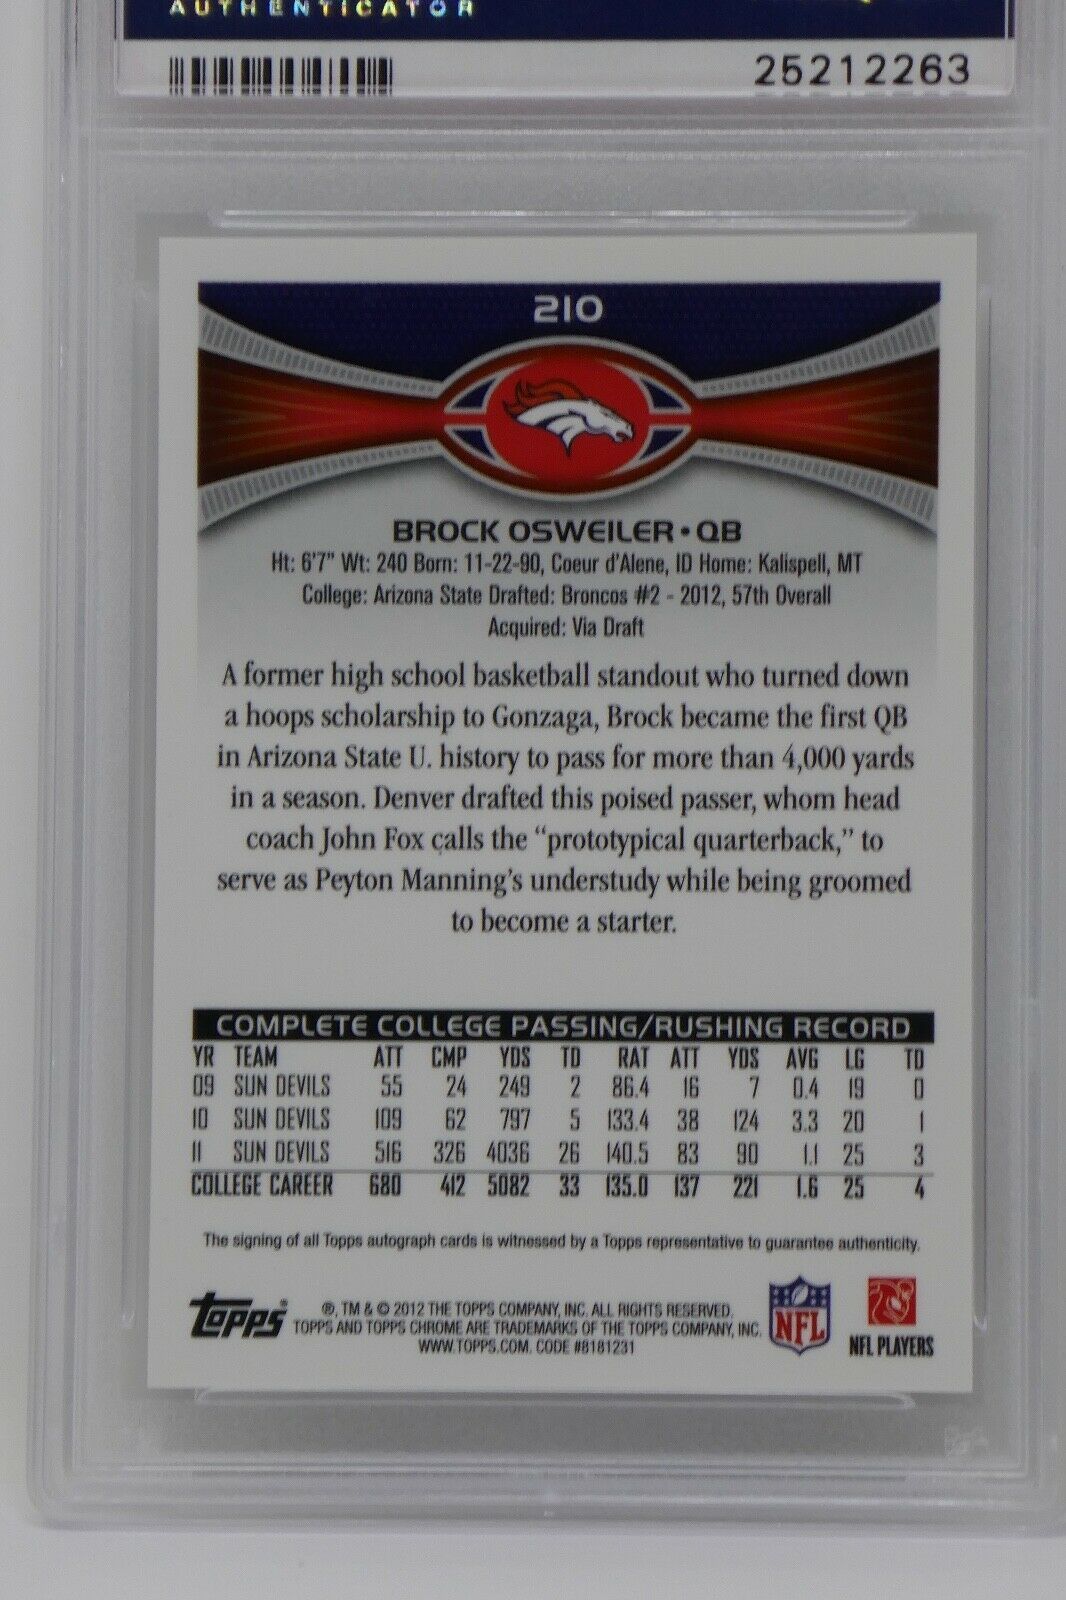 AUTHENTICATOR
25212263
210
BROCK OSWEILER • QB
Ht: 6'7" Wt: 240 Born: 11-22-90, Coeur d'Alene, ID Home: Kalispell, MT
College: Arizona State Drafted: Broncos #2 - 2012, 57th Overall
Acquired: Via Draft
A former high school basketball standout who turned down
a hoops scholarship to Gonzaga, Brock became the first QB
in Arizona State U. history to pass for more than 4,000 yards
in a season. Denver drafted this poised passer, whom head
coach John Fox calls the “prototypical quarterback,” to
serve as Peyton Manning's understudy while being groomed
to become a starter.
COMPLETE COLLEGE PASSING/RUSHING RECORD
YR TEAM ATT CMP YDS TD RAT ATT YDS AVG LG TD
09 SUN DEVILS 55 24 249 2 86.4 16 7 0.4 19 0
10 SUN DEVILS 109 62 797 5 133.4 38 124 3.3 20 1
11 SUN DEVILS 516 326 4036 26 140.5 83 90 1.1 25 3
COLLEGE CAREER 680 412 5082 33 135.0 137 221 1.6 25 4
The signing of all Topps autograph cards is witnessed by a Topps representative to guarantee authenticity.
Topps ®, TM & © 2012 THE TOPPS COMPANY, INC. ALL RIGHTS RESERVED.
TOPPS AND TOPPS CHROME ARE TRADEMARKS OF THE TOPPS COMPANY, INC.
WWW.TOPPS.COM. CODE #8181231
NFL
NFL PLAYERS